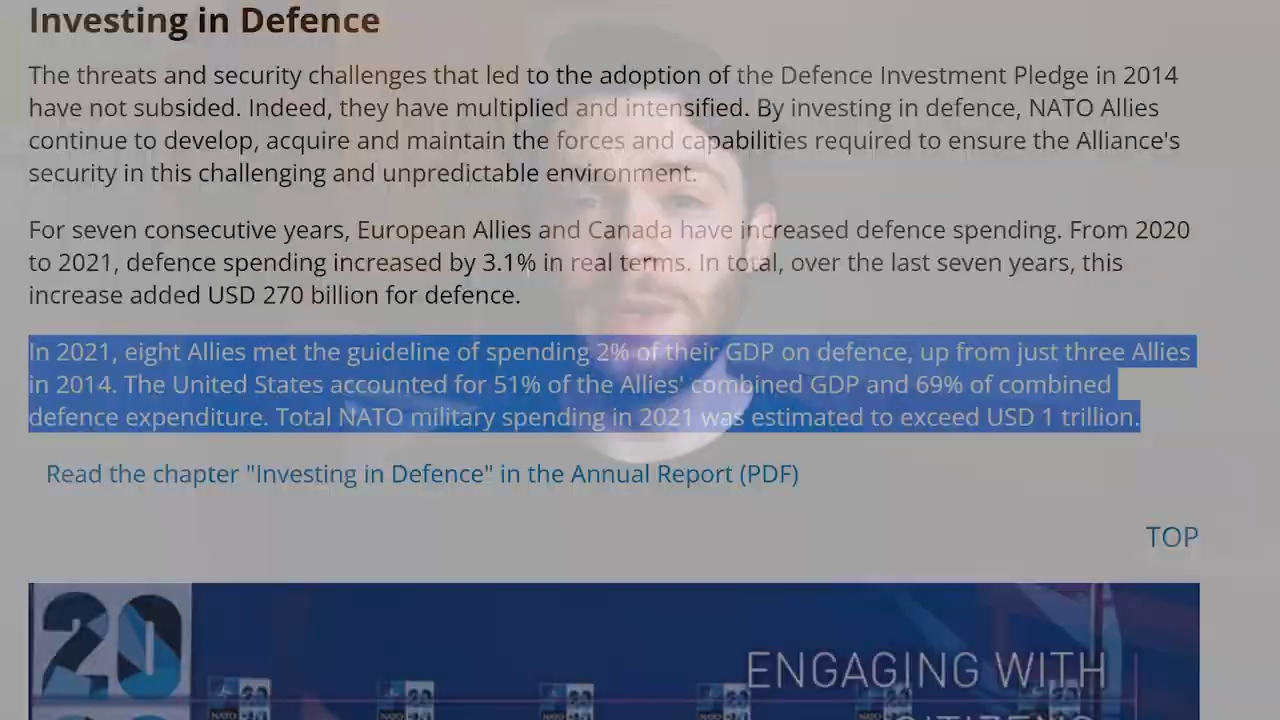 Investing in Defence
The threats and security challenges that led to the adoption of the Defence Investment Pledge in 2014
have not subsided. Indeed, they have multiplied and intensified. By investing in defence, NATO Allies
continue to develop, acquire and maintain the forces and capabilities required to ensure the Alliance's
security in this challenging and unpredictable environment.
For seven consecutive years, European Allies and Canada have increased defence spending. From 2020
to 2021, defence spending increased by 3.1% in real terms. In total, over the last seven years, this
increase added USD 270 billion for defence.
In 2021, eight Allies met the guideline of spending 2% of their GDP on defence, up from just three Allies
in 2014. The United States accounted for 51% of the Allies' combined GDP and 69% of combined
defence expenditure. Total NATO military spending in 2021 was estimated to exceed USD 1 trillion.
Read the chapter "Investing in Defence" in the Annual Report (PDF)
TOP
20
ENGAGING WITH